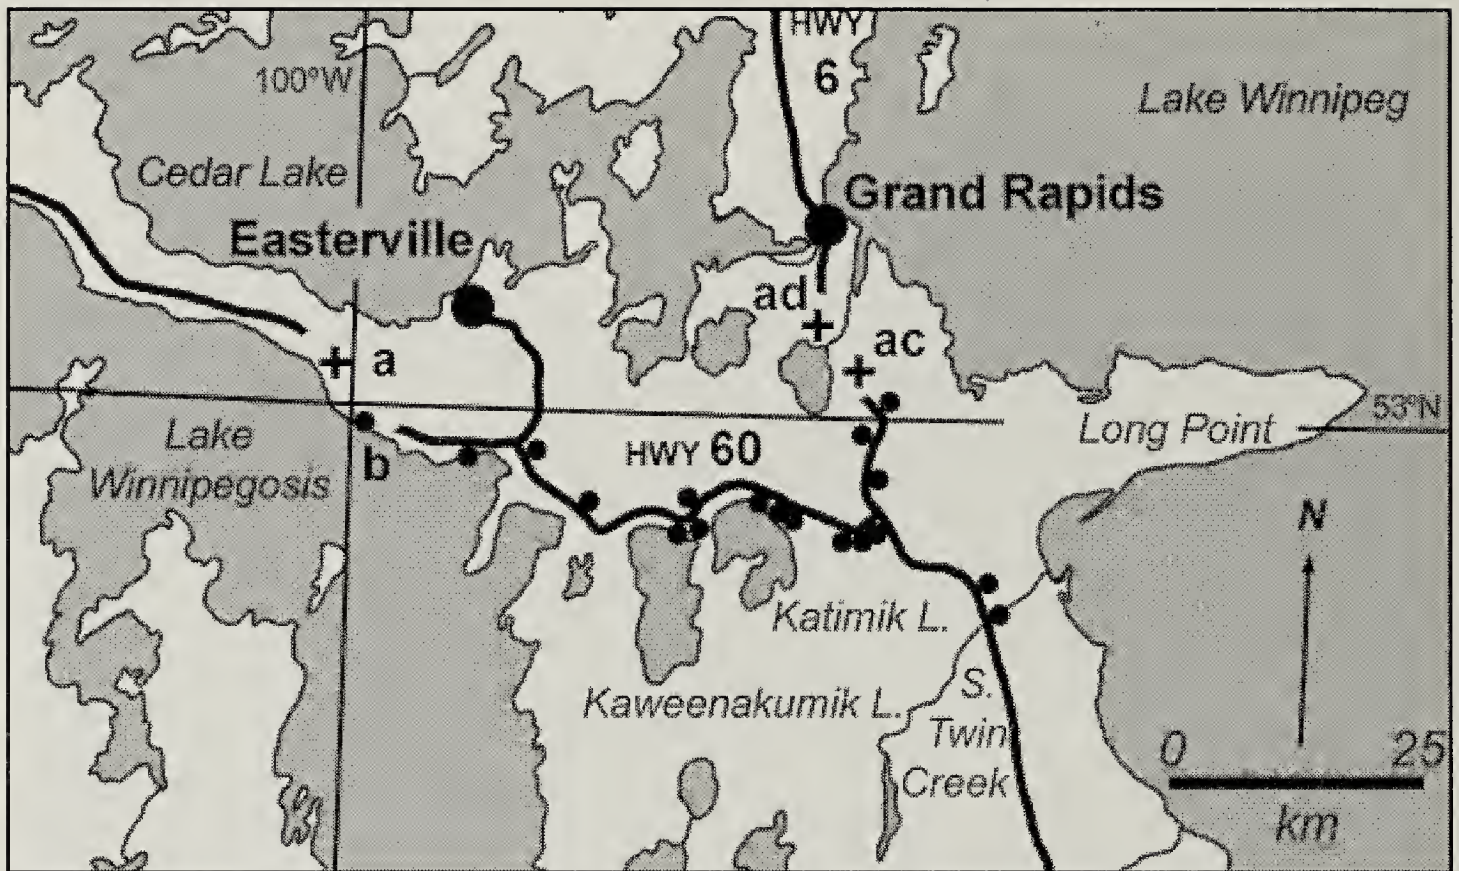 HWY
6
100°W
Lake Winnipeg
Cedar Lake
Grand Rapids
Easterville
ad
ac
a
53°N
Long Point
Lake
Winnipegosis
HWY 60
b
N
Katimik L.
Kaweenakumik L.
S.
Twin
Creek
0 25
km